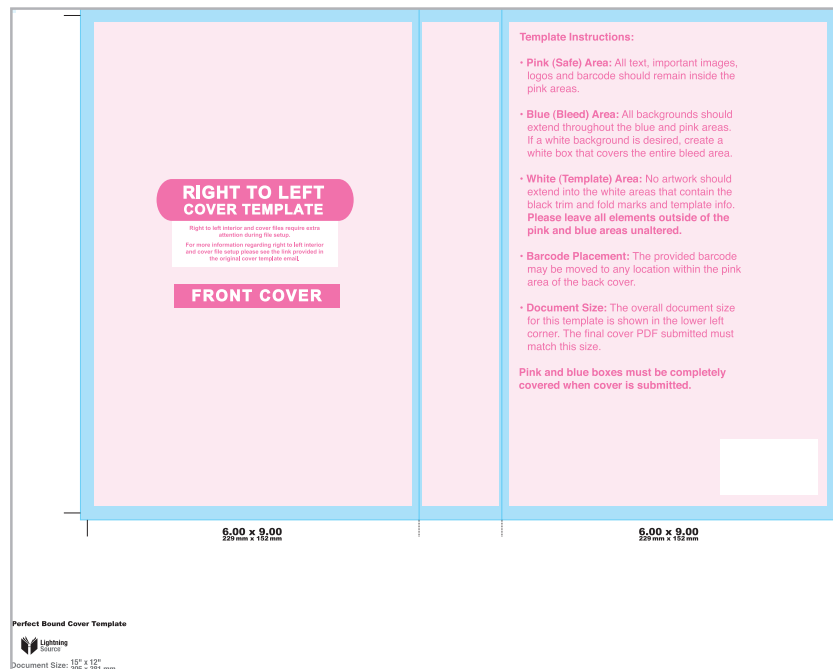 RIGHT TO LEFT
COVER TEMPLATE
Right to left interior and cover files require extra
attention during file setup.
For more information regarding right to left interior
and cover file setup please see the link provided in
the original cover template email.
FRONT COVER
Template Instructions:
• Pink (Safe) Area: All text, important images,
logos and barcode should remain inside the
pink areas.
• Blue (Bleed) Area: All backgrounds should
extend throughout the blue and pink areas.
If a white background is desired, create a
white box that covers the entire bleed area.
• White (Template) Area: No artwork should
extend into the white areas that contain the
black trim and fold marks and template info.
Please leave all elements outside of the
pink and blue areas unaltered.
• Barcode Placement: The provided barcode
may be moved to any location within the pink
area of the back cover.
• Document Size: The overall document size
for this template is shown in the lower left
corner. The final cover PDF submitted must
match this size.
Pink and blue boxes must be completely
covered when cover is submitted.
6.00 x 9.00
229 mm x 152 mm
6.00 x 9.00
229 mm x 152 mm
Perfect Bound Cover Template
Lightning
Source
Document Size: 15" x 12"